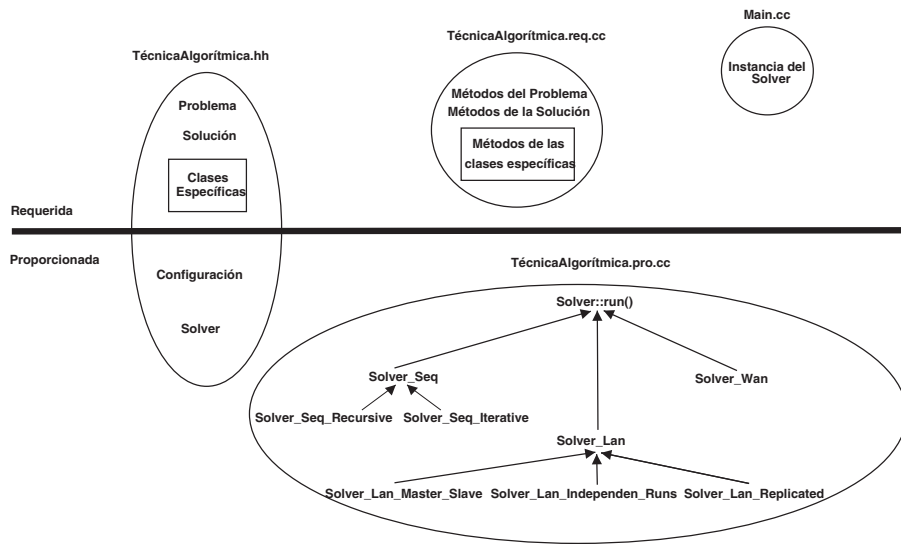 Main.cc
TécnicaAlgorítmica.req.cc
TécnicaAlgorítmica.hh
Instancia del
Solver
Problema
Solución
Clases
Específicas
Métodos del Problema
Métodos de la Solución
Métodos de las
clases específicas
Requerida
Proporcionada
Configuración
Solver
TécnicaAlgorítmica.pro.cc
Solver::run()
Solver_Seq
Solver_Wan
Solver_Seq_Recursive
Solver_Seq_Iterative
Solver_Lan
Solver_Lan_Master_Slave
Solver_Lan_Independen_Runs
Solver_Lan_Replicated